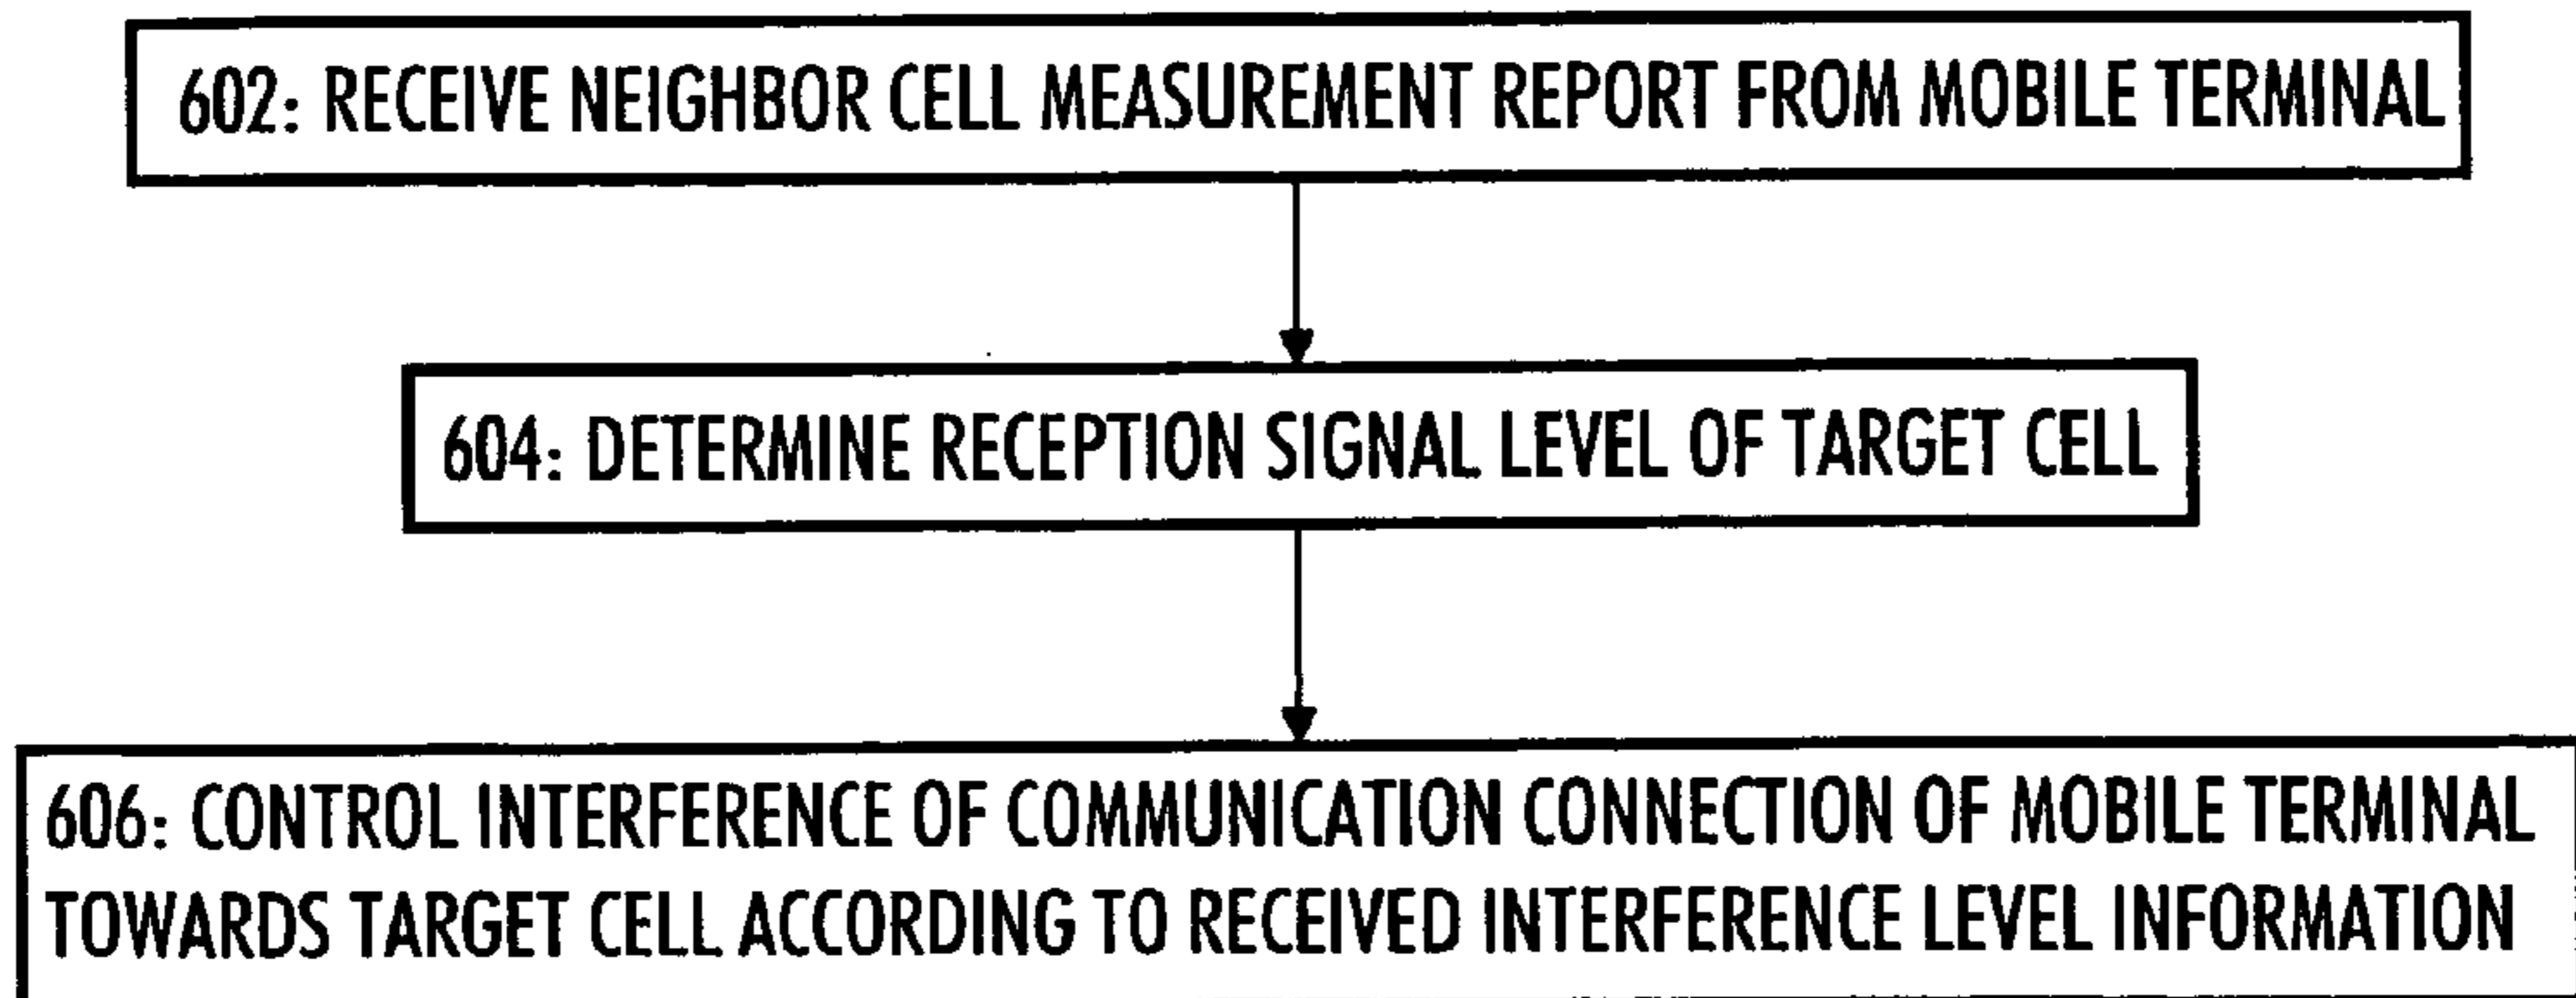 602: RECEIVE NEIGHBOR CELL MEASUREMENT REPORT FROM MOBILE TERMINAL
604: DETERMINE RECEPTION SIGNAL LEVEL OF TARGET CELL
606: CONTROL INTERFERENCE OF COMMUNICATION CONNECTION OF MOBILE TERMINAL
TOWARDS TARGET CELL ACCORDING TO RECEIVED INTERFERENCE LEVEL INFORMATION